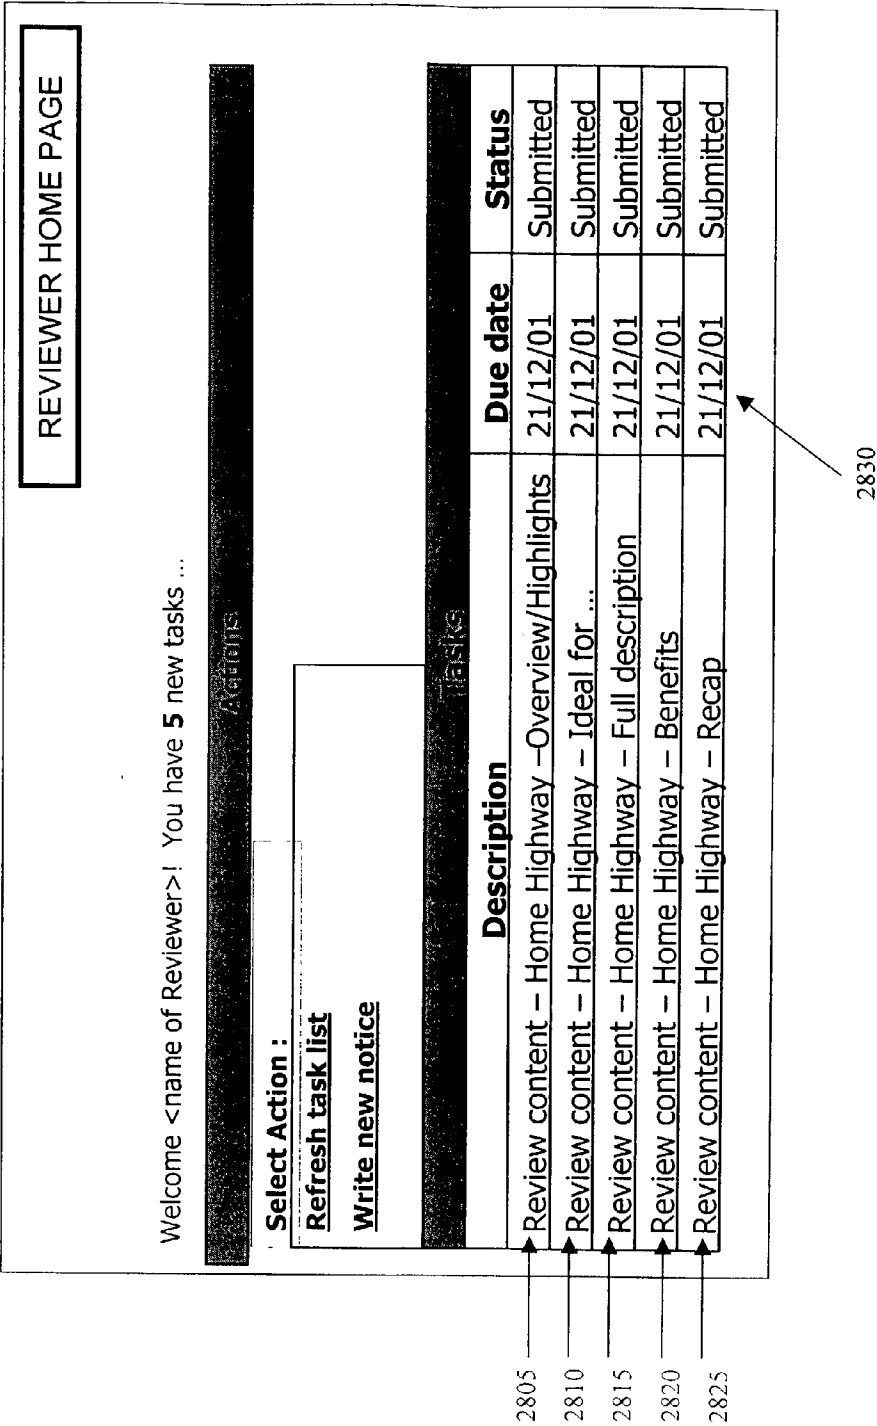 REVIEWER HOME PAGE
Welcome <name of Reviewer>! You have 5 new tasks ...
Actions
Select Action :
Refresh task list
Write new notice
Tasks
Description Due date Status
2805 Review content – Home Highway –Overview/Highlights 21/12/01 Submitted
2810 Review content – Home Highway – Ideal for ... 21/12/01 Submitted
2815 Review content – Home Highway – Full description 21/12/01 Submitted
2820 Review content – Home Highway – Benefits 21/12/01 Submitted
2825 Review content – Home Highway – Recap 21/12/01 Submitted
2830